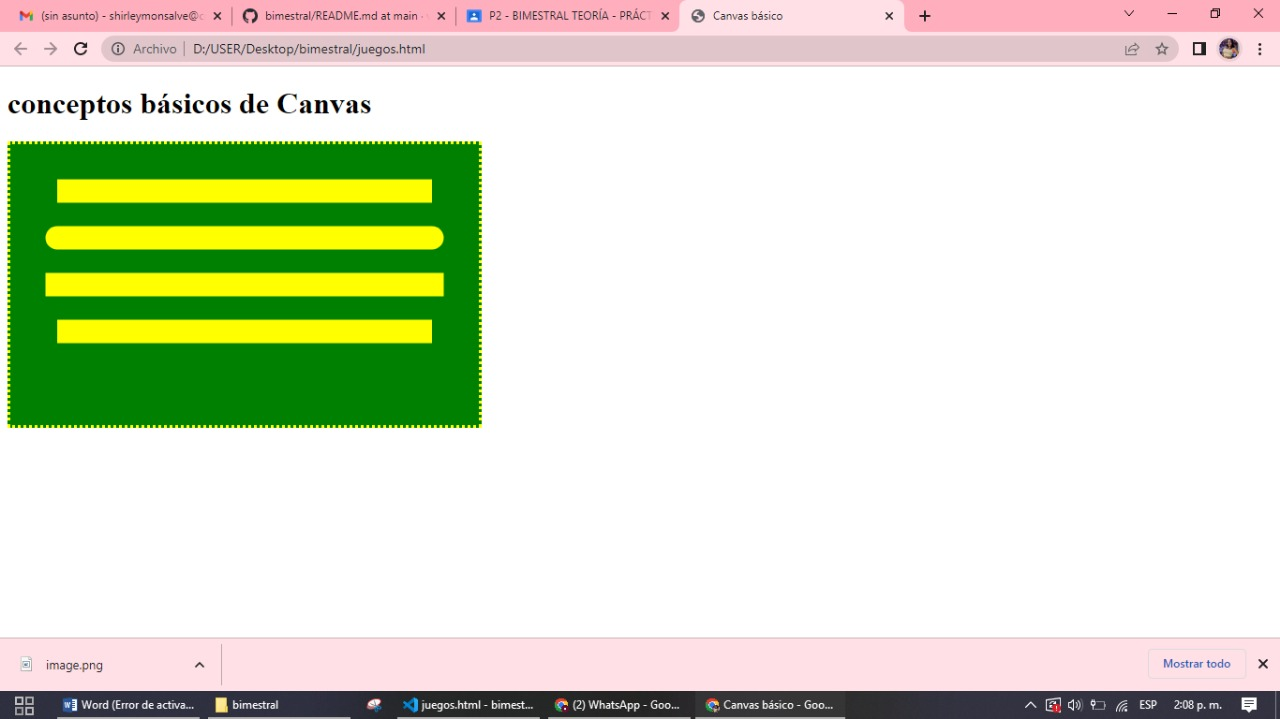 (sin asunto) - shirleymonsalve@c
bimestral/README.md at main ·
P2 - BIMESTRAL TEORÍA - PRÁCT
Canvas básico
Archivo
D:/USER/Desktop/bimestral/juegos.html
conceptos básicos de Canvas
image.png
Mostrar todo
Word (Error de activa...
bimestral
juegos.html - bimest...
(2) WhatsApp - Goo...
Canvas básico - Goo...
ESP
2:08 p. m.